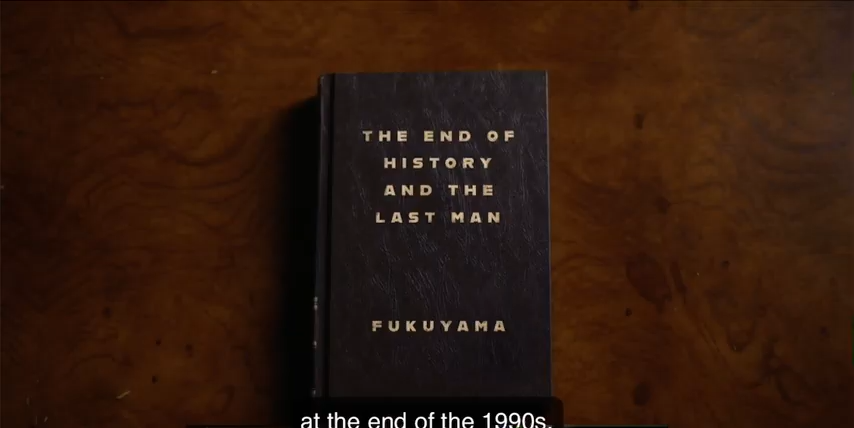 THE END OF
HISTORY
AND THE
LAST MAN
FUKUYAMA
at the end of the 1990s.